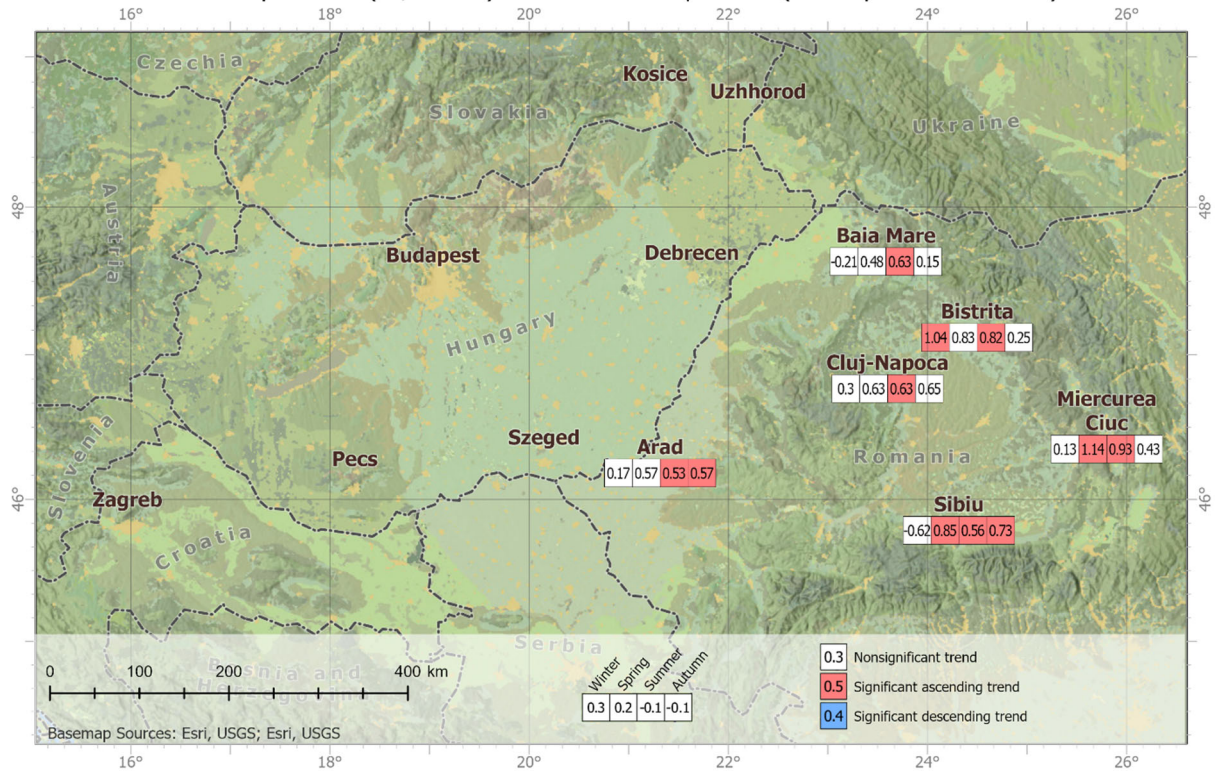 16° 18° 20° 22° 24° 26°
Czechia
Kosice
Uzhhorod
Slovakia
Ukraine
Austria
48° 48°
Baia Mare
-0.21 0.48 0.63 0.15
Budapest
Debrecen
Hungary
Bistrita
1.04 0.83 0.82 0.25
Cluj-Napoca
0.3 0.63 0.63 0.65
Miercurea
Ciuc
0.13 1.14 0.93 0.43
Szeged
Arad
0.17 0.57 0.53 0.57
Pecs
Romania
Slovenia
Zagreb
46° 46°
Sibiu
-0.62 0.85 0.56 0.73
Croatia
Serbia
Bosnia and
Herzegovina
0 100 200 400 km
Basemap Sources: Esri, USGS; Esri, USGS
Winter Spring Summer Autumn
0.3 0.2 -0.1 -0.1
0.3 Nonsignificant trend
0.5 Significant ascending trend
0.4 Significant descending trend
16° 18° 20° 22° 24° 26°